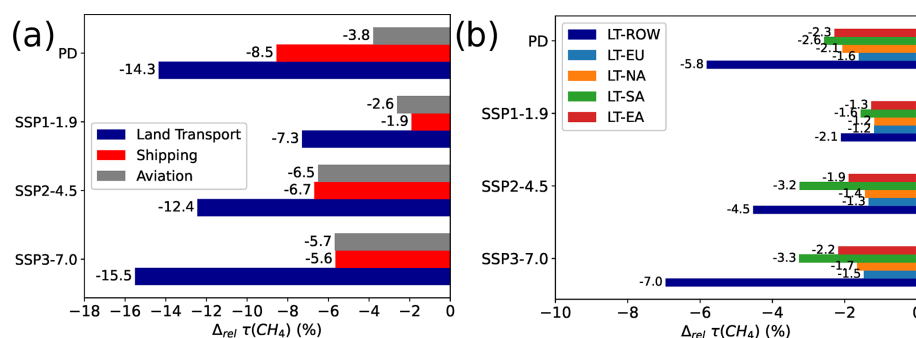 (a)
PD
-3.8
-8.5
-14.3
SSP1-1.9
-2.6
-1.9
-7.3
SSP2-4.5
-6.5
-6.7
-12.4
SSP3-7.0
-5.7
-5.6
-15.5
Land Transport
Shipping
Aviation
−18 −16 −14 −12 −10 −8 −6 −4 −2 0
Δrel τ(CH4) (%)
(b)
LT-ROW
LT-EU
LT-NA
LT-SA
LT-EA
PD
-2.3
-2.6
-2.1
-1.6
-5.8
SSP1-1.9
-1.3
-1.6
-1.2
-1.2
-2.1
SSP2-4.5
-1.9
-3.2
-1.4
-1.3
-4.5
SSP3-7.0
-2.2
-3.3
-1.7
-1.5
-7.0
−10 −8 −6 −4 −2 0
Δrel τ(CH4) (%)